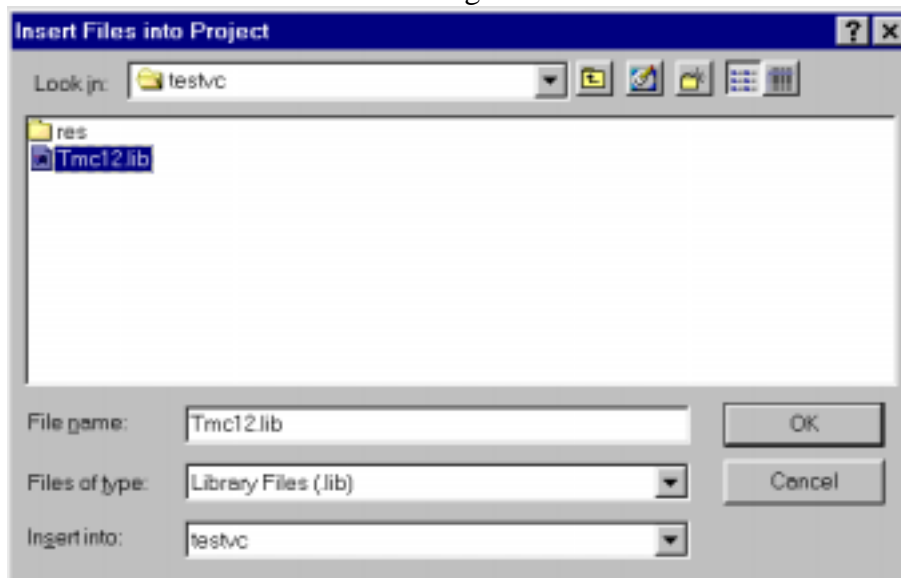 Insert Files into Project
Look in: testvc
res
Tmc12.lib
File name: Tmc12.lib OK
Files of type: Library Files (.lib) Cancel
Insert into: testvc